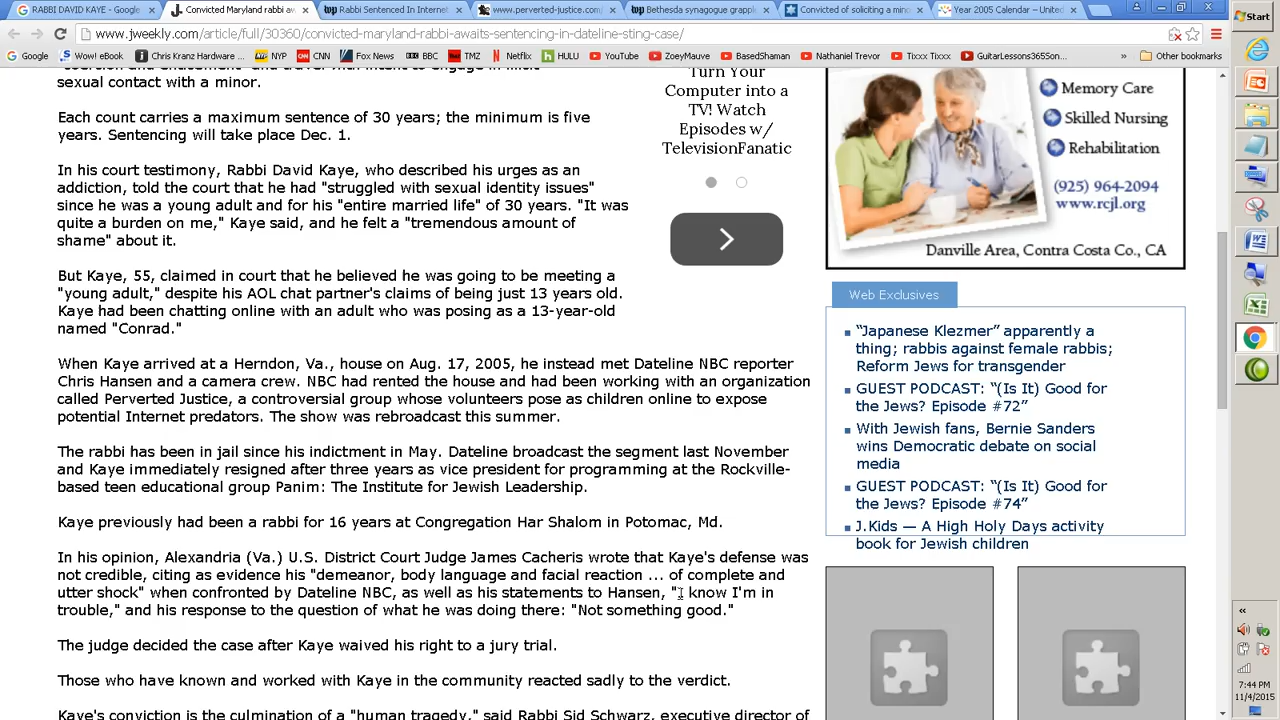 RABBI DAVID KAYE - Google
Convicted Maryland rabbi aw
Rabbi Sentenced In Internet
www.perverted-justice.com/
Bethesda synagogue grapple
Convicted of soliciting a mino
Year 2005 Calendar – United
Start
www.jweekly.com/article/full/30360/convicted-maryland-rabbi-awaits-sentencing-in-dateline-sting-case/
Google
Wow! eBook
Chris Kranz Hardware ...
NYP
CNN
Fox News
BBC
TMZ
Netflix
HULU
YouTube
ZoeyMauve
BasedShaman
Nathaniel Trevor
Tixxx Tixxx
GuitarLessons365Son...
»
Other bookmarks
sexual contact with a minor.
Each count carries a maximum sentence of 30 years; the minimum is five
years. Sentencing will take place Dec. 1.
In his court testimony, Rabbi David Kaye, who described his urges as an
addiction, told the court that he had "struggled with sexual identity issues"
since he was a young adult and for his "entire married life" of 30 years. "It was
quite a burden on me," Kaye said, and he felt a "tremendous amount of
shame" about it.
But Kaye, 55, claimed in court that he believed he was going to be meeting a
"young adult," despite his AOL chat partner's claims of being just 13 years old.
Kaye had been chatting online with an adult who was posing as a 13-year-old
named "Conrad."
When Kaye arrived at a Herndon, Va., house on Aug. 17, 2005, he instead met Dateline NBC reporter
Chris Hansen and a camera crew. NBC had rented the house and had been working with an organization
called Perverted Justice, a controversial group whose volunteers pose as children online to expose
potential Internet predators. The show was rebroadcast this summer.
The rabbi has been in jail since his indictment in May. Dateline broadcast the segment last November
and Kaye immediately resigned after three years as vice president for programming at the Rockville-
based teen educational group Panim: The Institute for Jewish Leadership.
Kaye previously had been a rabbi for 16 years at Congregation Har Shalom in Potomac, Md.
In his opinion, Alexandria (Va.) U.S. District Court Judge James Cacheris wrote that Kaye's defense was
not credible, citing as evidence his "demeanor, body language and facial reaction ... of complete and
utter shock" when confronted by Dateline NBC, as well as his statements to Hansen, "I know I'm in
trouble," and his response to the question of what he was doing there: "Not something good."
The judge decided the case after Kaye waived his right to a jury trial.
Those who have known and worked with Kaye in the community reacted sadly to the verdict.
Kaye's conviction is the culmination of a "human tragedy," said Rabbi Sid Schwarz, executive director of
Turn Your
Computer into a
TV! Watch
Episodes w/
TelevisionFanatic
Memory Care
Skilled Nursing
Rehabilitation
(925) 964-2094
www.rcjl.org
Danville Area, Contra Costa Co., CA
Web Exclusives
"Japanese Klezmer" apparently a
thing; rabbis against female rabbis;
Reform Jews for transgender
GUEST PODCAST: "(Is It) Good for
the Jews? Episode #72"
With Jewish fans, Bernie Sanders
wins Democratic debate on social
media
GUEST PODCAST: "(Is It) Good for
the Jews? Episode #74"
J.Kids — A High Holy Days activity
book for Jewish children
«
7:44 PM
11/4/2015